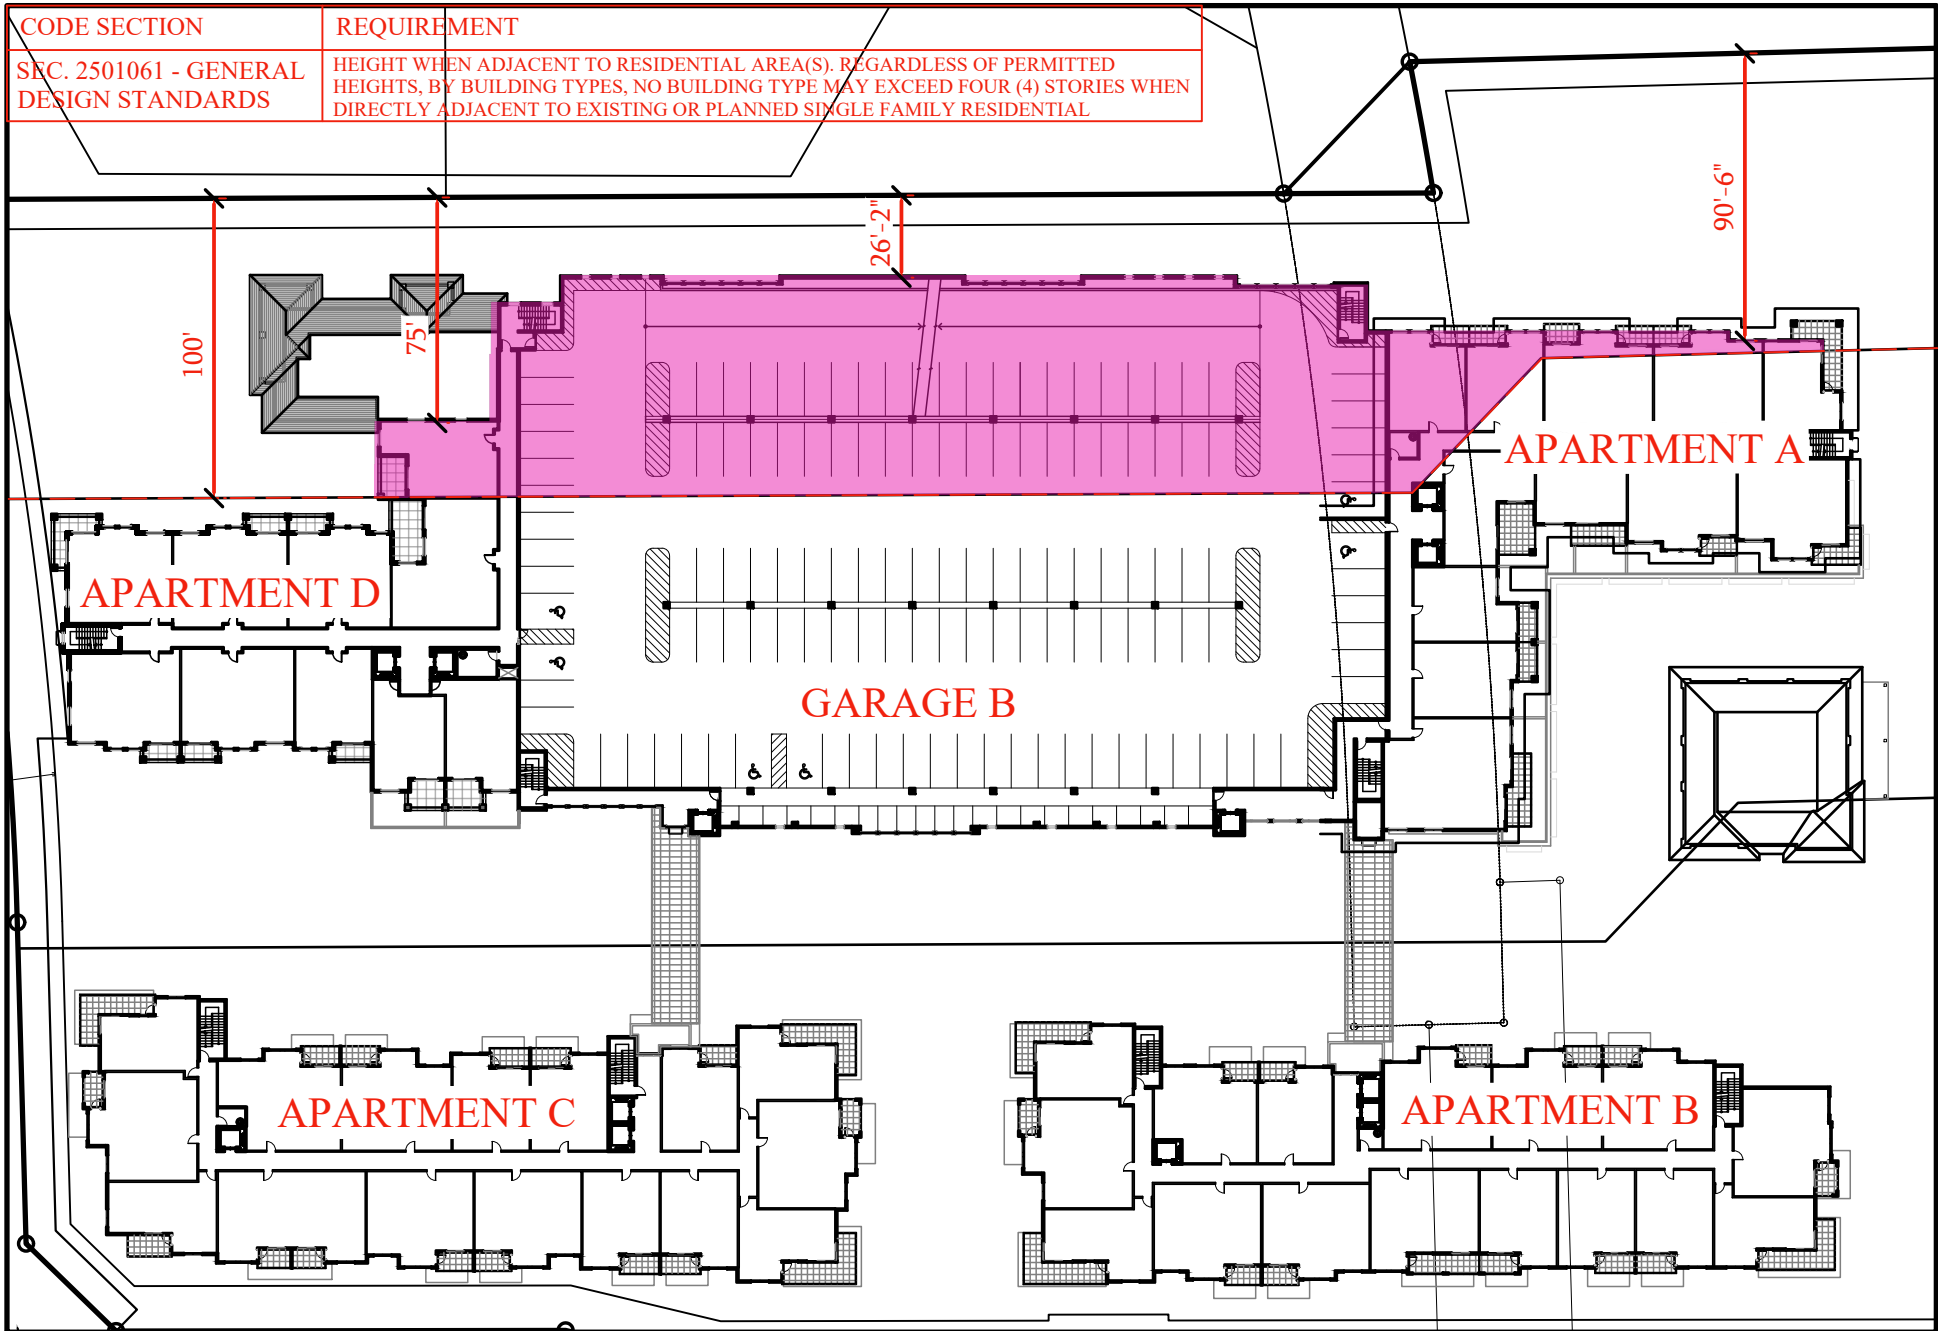 CODE SECTION
REQUIREMENT
SEC. 2501061 - GENERAL
DESIGN STANDARDS
HEIGHT WHEN ADJACENT TO RESIDENTIAL AREA(S). REGARDLESS OF PERMITTED
HEIGHTS, BY BUILDING TYPES, NO BUILDING TYPE MAY EXCEED FOUR (4) STORIES WHEN
DIRECTLY ADJACENT TO EXISTING OR PLANNED SINGLE FAMILY RESIDENTIAL
100'
75'
26'-2"
90'-6"
APARTMENT A
APARTMENT D
GARAGE B
APARTMENT C
APARTMENT B